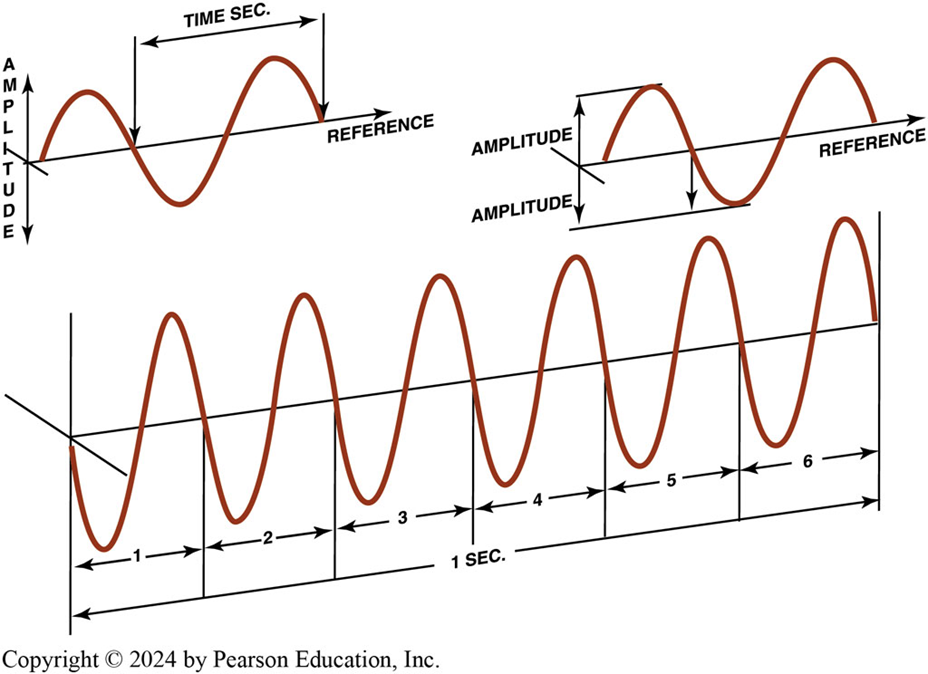 TIME SEC.
AMPLITUDE
REFERENCE
AMPLITUDE
AMPLITUDE
REFERENCE
1
2
3
4
5
6
1 SEC.
Copyright © 2024 by Pearson Education, Inc.